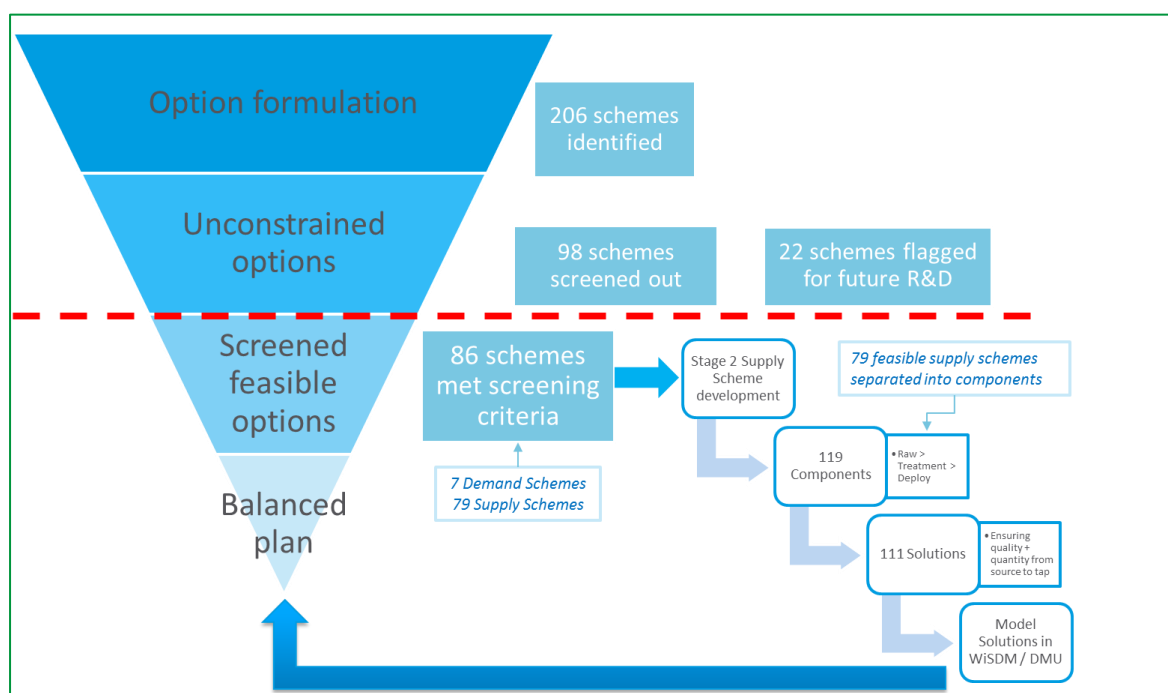 Option formulation
206 schemes
identified
Unconstrained
options
98 schemes
screened out
22 schemes flagged
for future R&D
Screened
feasible
options
86 schemes
met screening
criteria
Stage 2 Supply
Scheme
development
79 feasible supply schemes
separated into components
119
Components
• Raw >
Treatment >
Deploy
7 Demand Schemes
79 Supply Schemes
Balanced
plan
111 Solutions
• Ensuring
quality +
quantity from
source to tap
Model
Solutions in
WiSDM / DMU